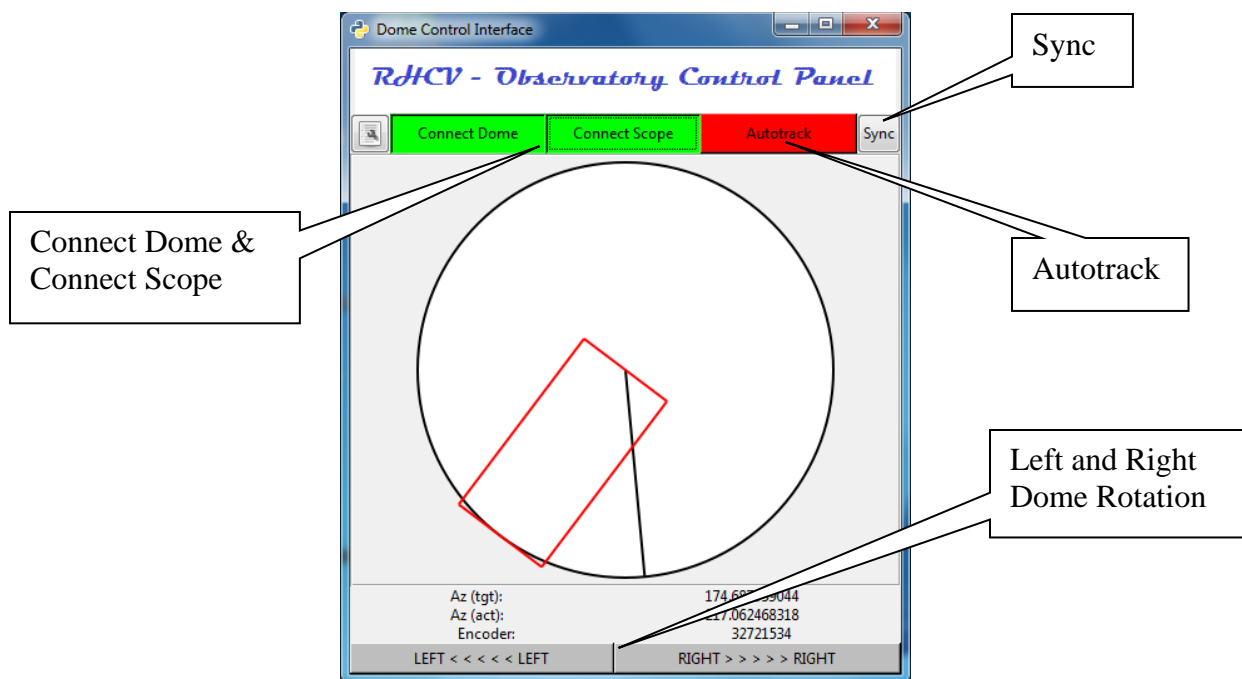 Dome Control Interface
RHCV - Observatory Control Panel
Connect Dome
Connect Scope
Autotrack
Sync
Sync
Connect Dome &
Connect Scope
Autotrack
Left and Right
Dome Rotation
Az (tgt):
Az (act):
Encoder: 32721534
LEFT < < < < < LEFT
RIGHT > > > > > RIGHT